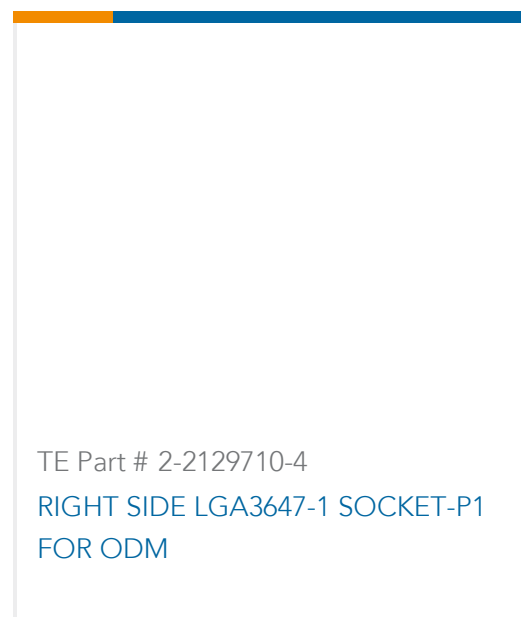 TE Part # 2-2129710-4
RIGHT SIDE LGA3647-1 SOCKET-P1
FOR ODM